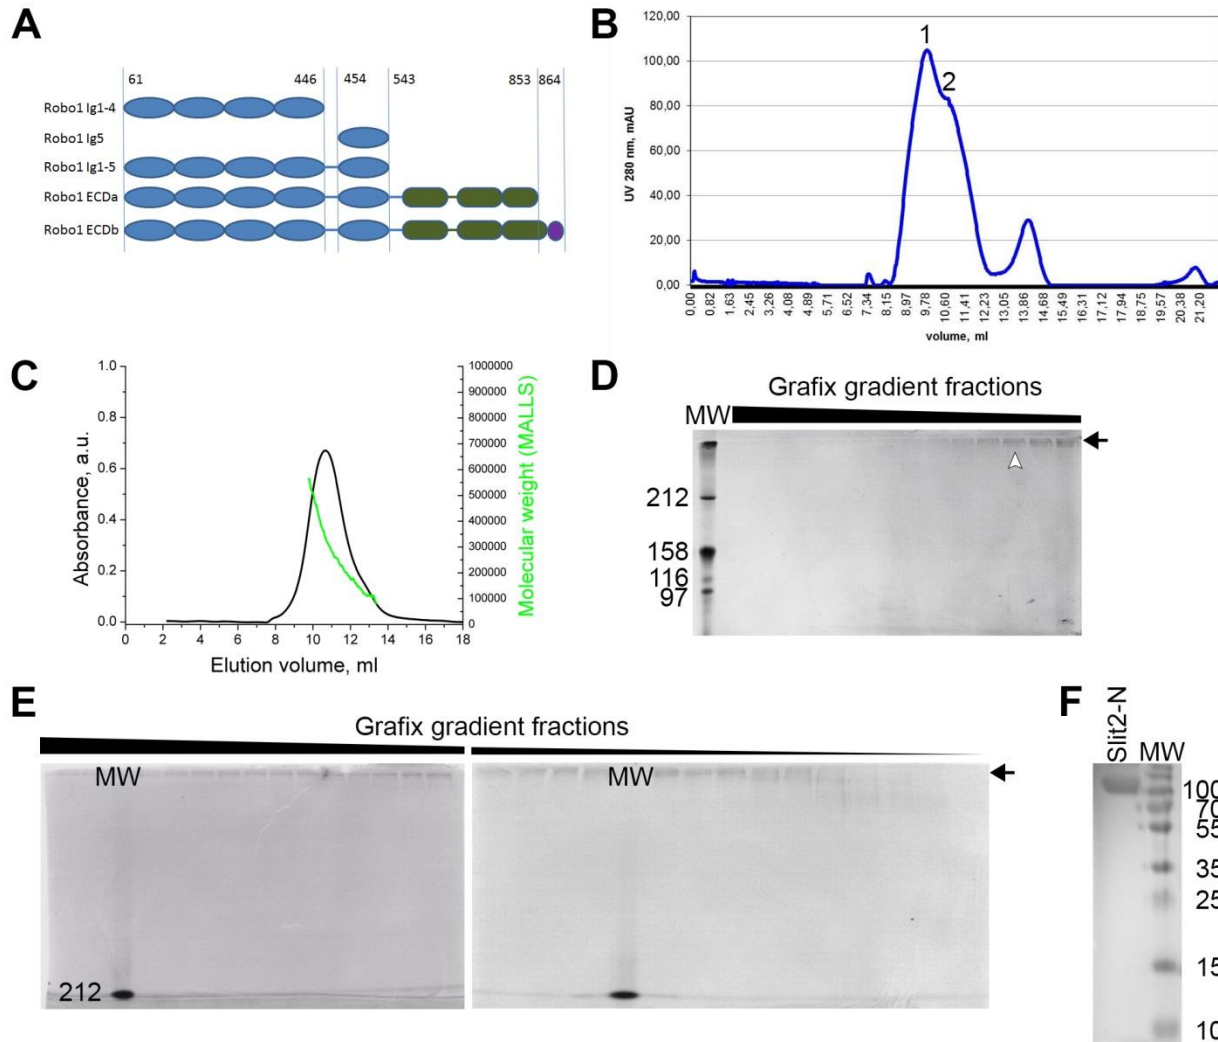 A
61 446 454 543 853 864
Robo1 Ig1-4
Robo1 Ig5
Robo1 Ig1-5
Robo1 ECDa
Robo1 ECDb
B
120,00
100,00
80,00
60,00
40,00
20,00
0,00
UV 280 nm, mAU
1
2
0,00 0,82 1,63 2,45 3,26 4,08 4,89 5,71 6,52 7,34 8,15 8,97 9,78 10,60 11,41 12,23 13,05 13,86 14,68 15,49 16,31 17,12 17,94 18,75 19,57 20,38 21,20
volume, ml
C
1.0
0.8
0.6
0.4
0.2
0.0
Absorbance, a.u.
0 2 4 6 8 10 12 14 16 18
Elution volume, ml
1000000
900000
800000
700000
600000
500000
400000
300000
200000
100000
0
Molecular weight (MALLS)
D
Grafix gradient fractions
MW
212
158
116
97
E
Grafix gradient fractions
MW MW
212
F
Slit2-N
MW
100
70
55
35
25
15
10